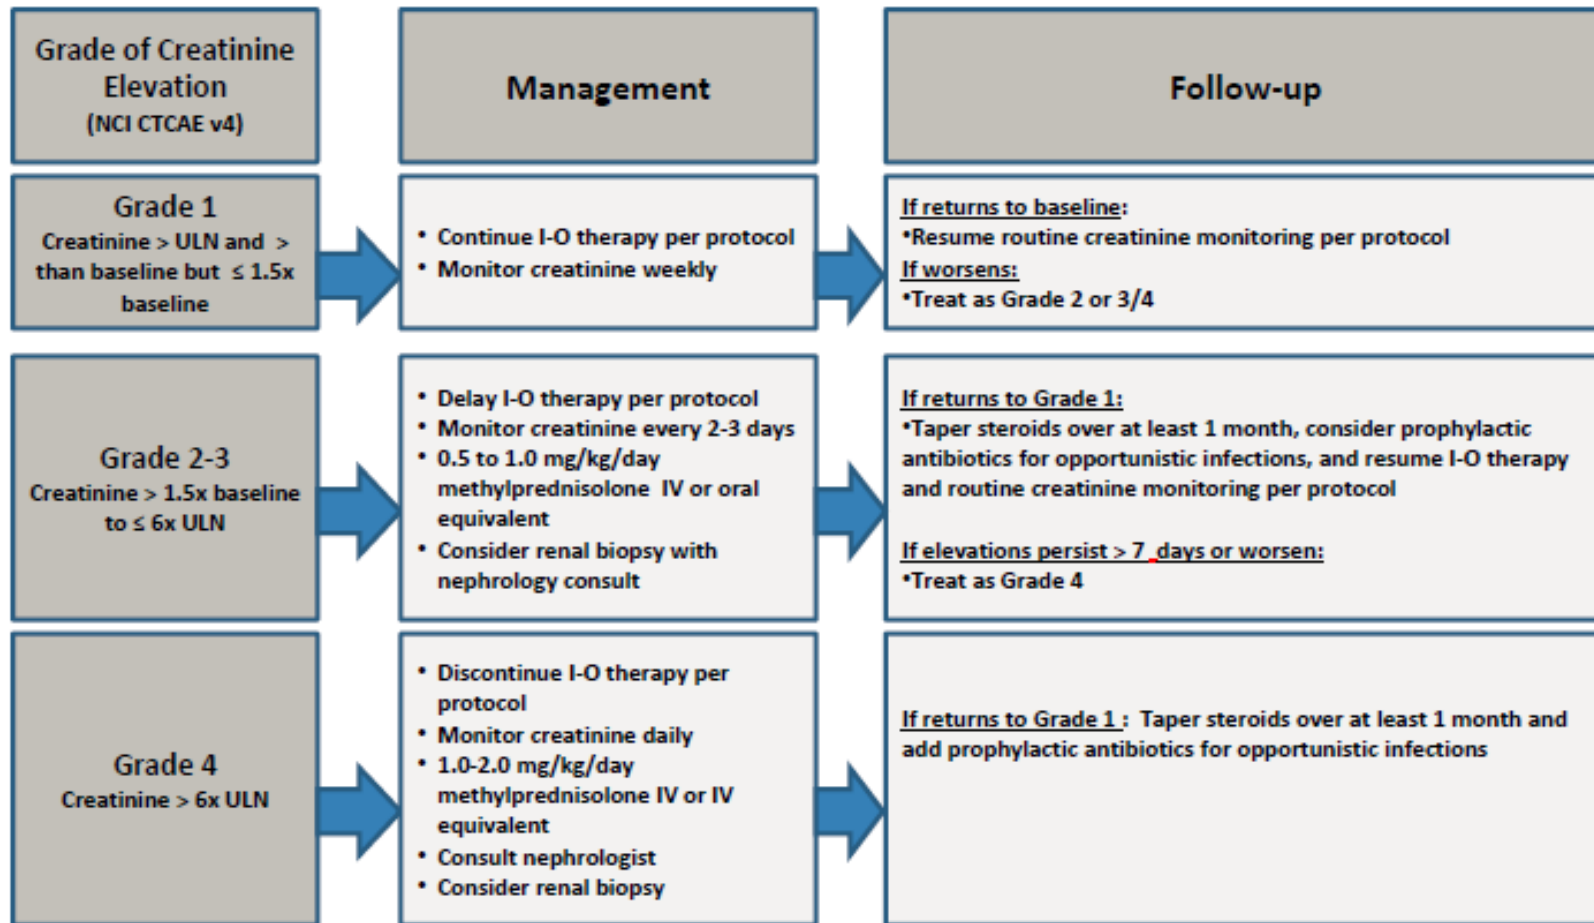 Grade of Creatinine
Elevation
(NCI CTCAE v4)
Management
Follow-up
Grade 1
Creatinine > ULN and >
than baseline but ≤ 1.5x
baseline
• Continue I-O therapy per protocol
• Monitor creatinine weekly
If returns to baseline:
•Resume routine creatinine monitoring per protocol
If worsens:
•Treat as Grade 2 or 3/4
Grade 2-3
Creatinine > 1.5x baseline
to ≤ 6x ULN
• Delay I-O therapy per protocol
• Monitor creatinine every 2-3 days
• 0.5 to 1.0 mg/kg/day
methylprednisolone IV or oral
equivalent
• Consider renal biopsy with
nephrology consult
If returns to Grade 1:
•Taper steroids over at least 1 month, consider prophylactic
antibiotics for opportunistic infections, and resume I-O therapy
and routine creatinine monitoring per protocol
If elevations persist > 7 days or worsen:
•Treat as Grade 4
Grade 4
Creatinine > 6x ULN
• Discontinue I-O therapy per
protocol
• Monitor creatinine daily
• 1.0-2.0 mg/kg/day
methylprednisolone IV or IV
equivalent
• Consult nephrologist
• Consider renal biopsy
If returns to Grade 1 : Taper steroids over at least 1 month and
add prophylactic antibiotics for opportunistic infections